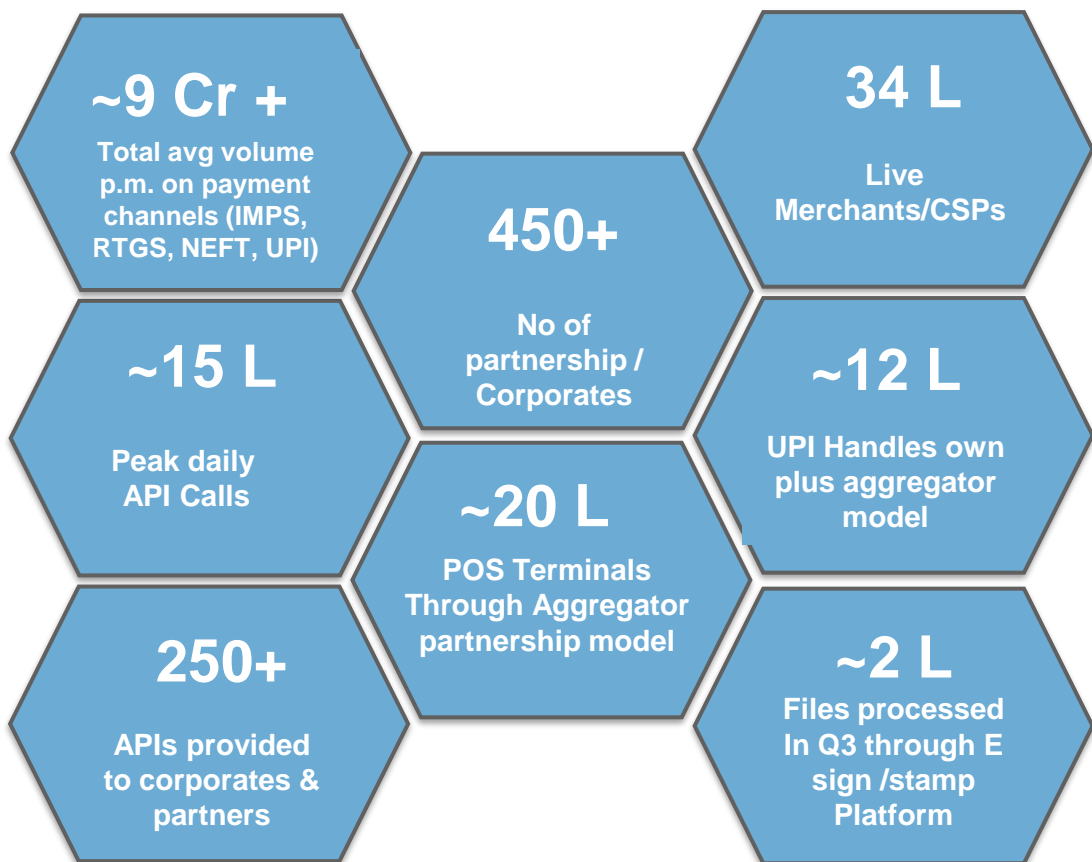 ~9 Cr +
Total avg volume
p.m. on payment
channels (IMPS,
RTGS, NEFT, UPI)
34 L
Live
Merchants/CSPs
450+
No of
partnership /
Corporates
~15 L
Peak daily
API Calls
~12 L
UPI Handles own
plus aggregator
model
~20 L
POS Terminals
Through Aggregator
partnership model
250+
APIs provided
to corporates &
partners
~2 L
Files processed
In Q3 through E
sign /stamp
Platform